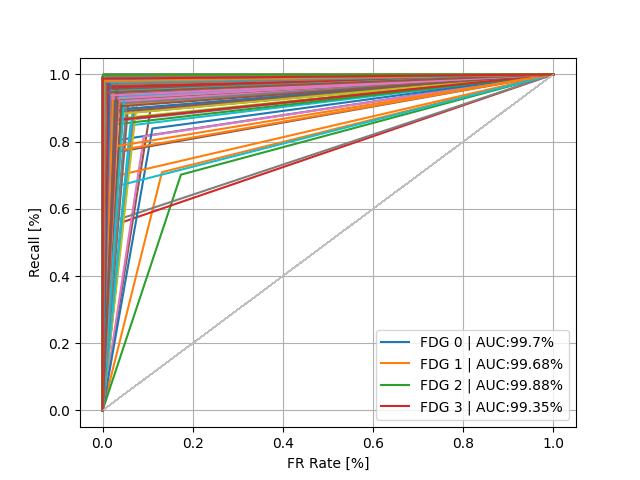 1.0
0.8
0.6
0.4
0.2
0.0
Recall [%]
FDG 0 | AUC:99.7%
FDG 1 | AUC:99.68%
FDG 2 | AUC:99.88%
FDG 3 | AUC:99.35%
0.0 0.2 0.4 0.6 0.8 1.0
FR Rate [%]